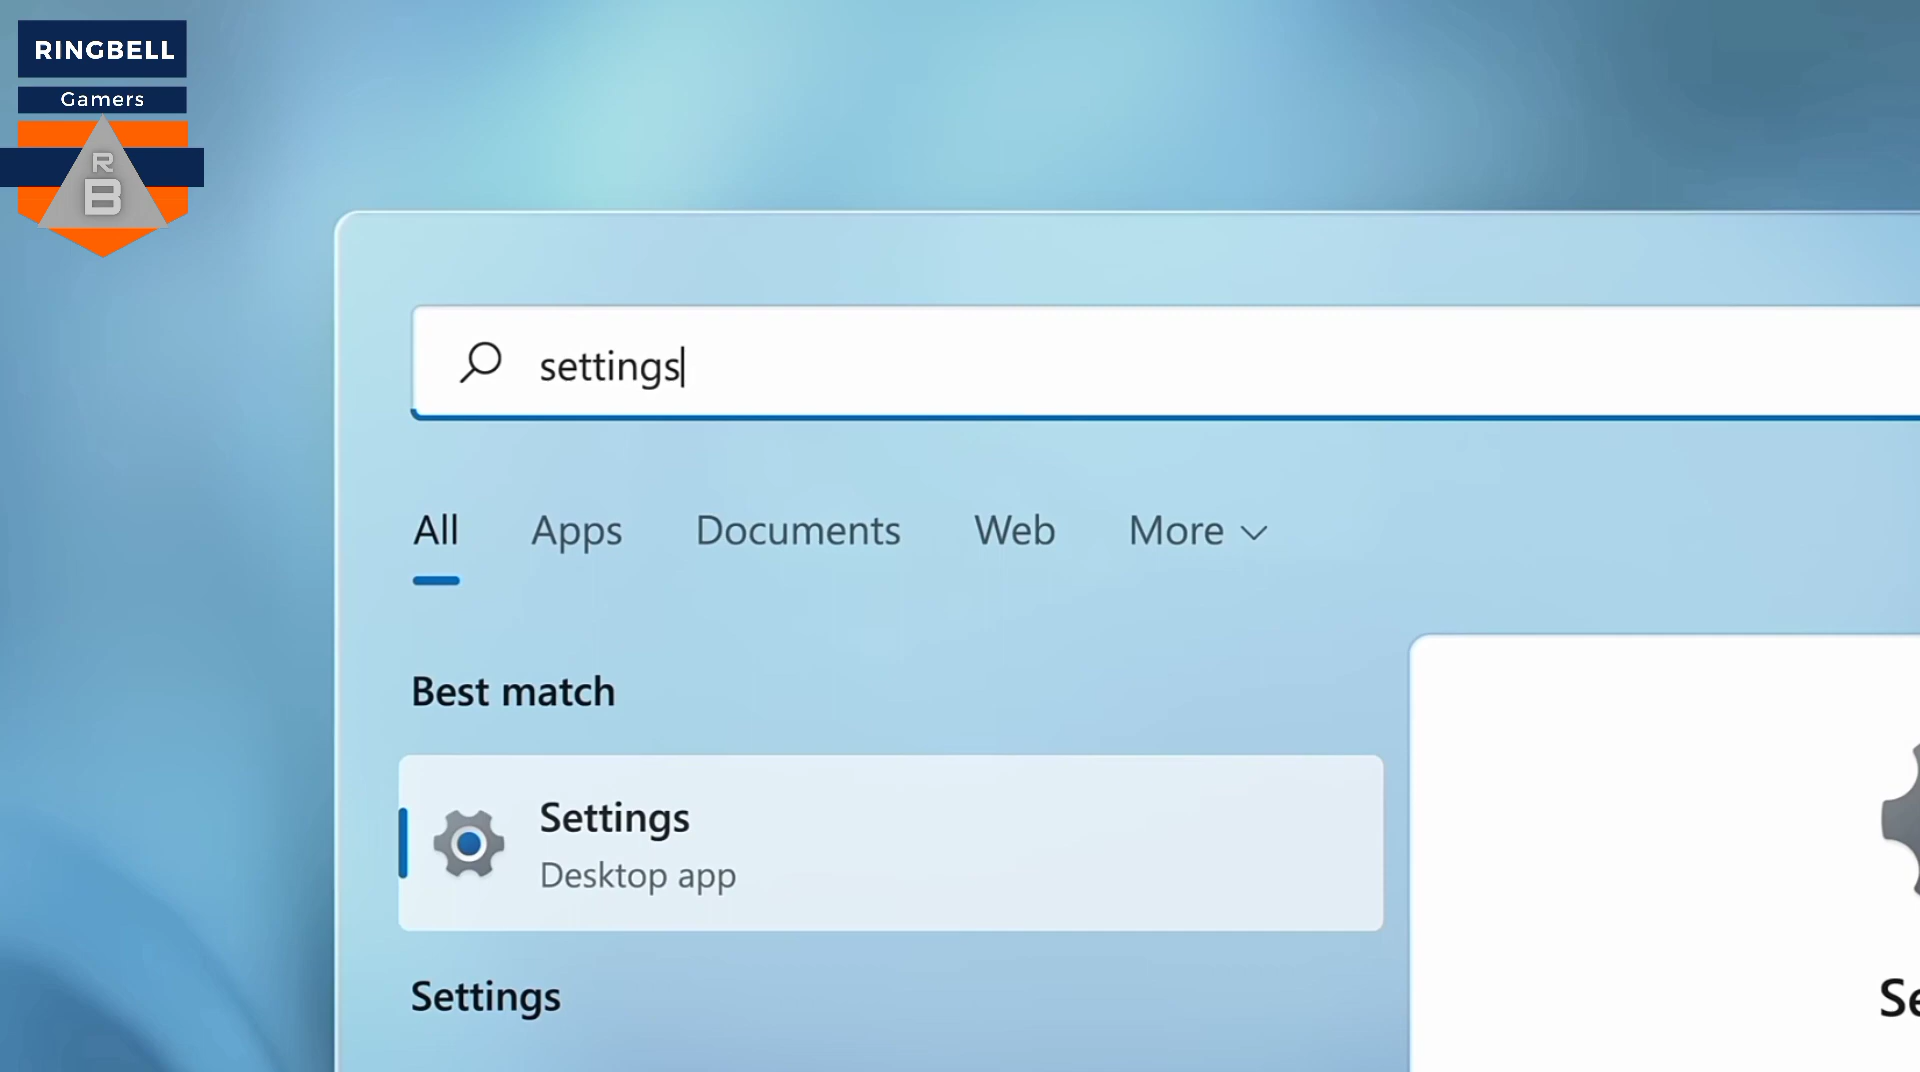 RINGBELL
Gamers
R
B
settings
All Apps Documents Web More
Best match
Settings
Desktop app
Settings